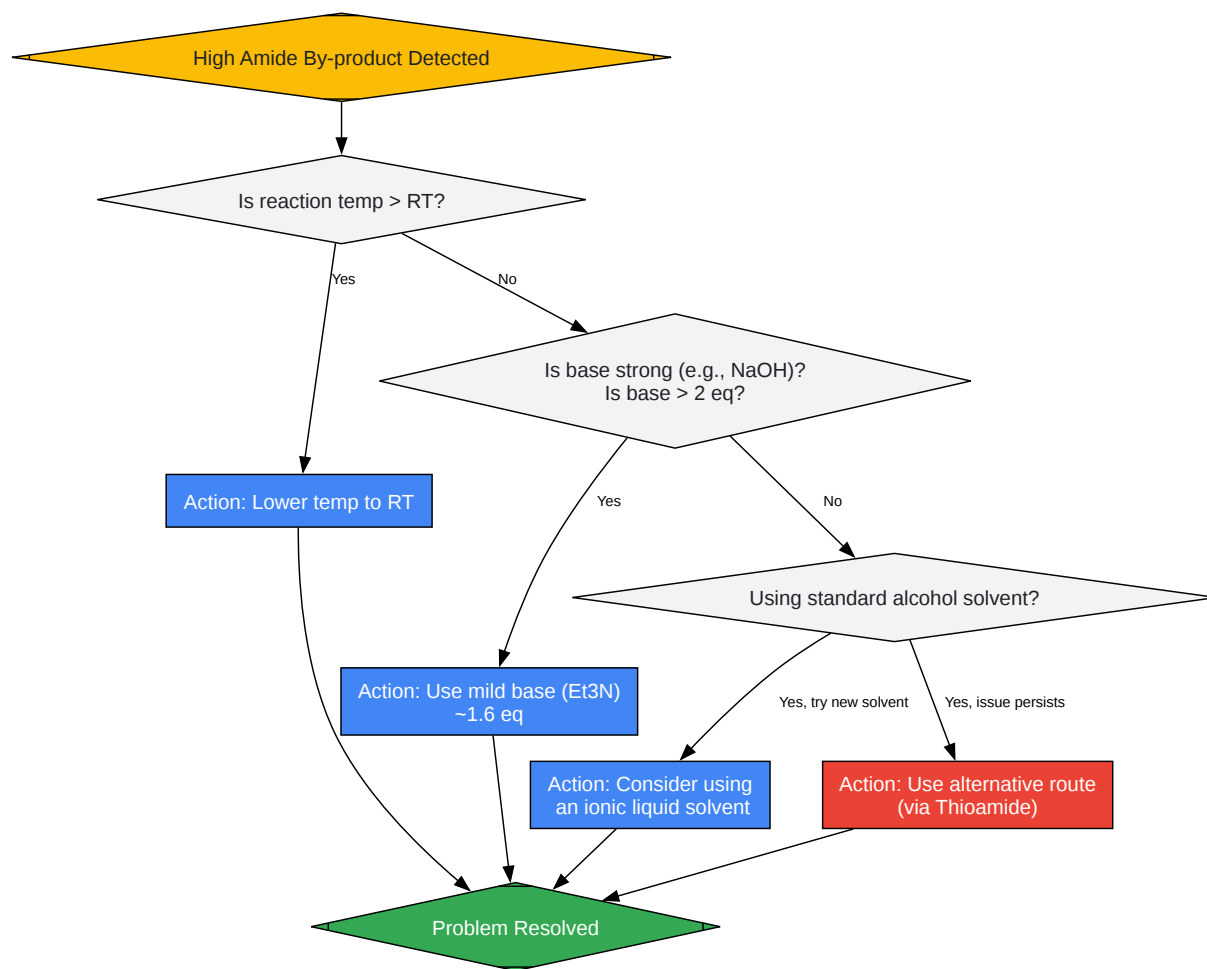 High Amide By-product Detected
Is reaction temp > RT?
Yes
No
Is base strong (e.g., NaOH)?
Is base > 2 eq?
Action: Lower temp to RT
Yes
No
Using standard alcohol solvent?
Action: Use mild base (Et3N)
~1.6 eq
Yes, try new solvent
Yes, issue persists
Action: Consider using
an ionic liquid solvent
Action: Use alternative route
(via Thioamide)
Problem Resolved